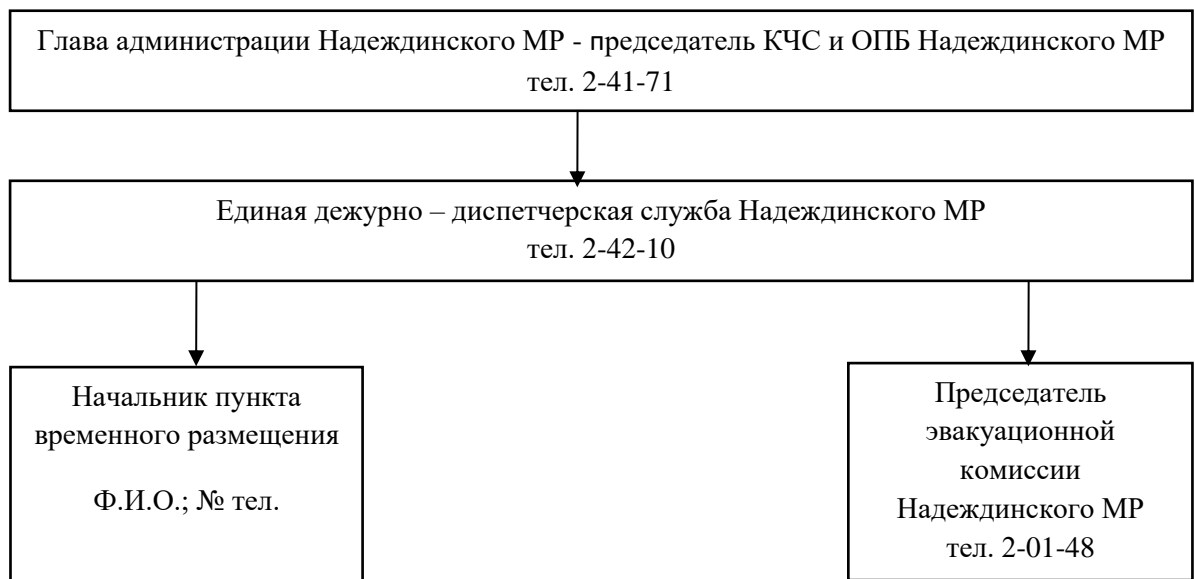 Глава администрации Надеждинского МР - председатель КЧС и ОПБ Надеждинского МР
тел. 2-41-71
Единая дежурно – диспетчерская служба Надеждинского МР
тел. 2-42-10
Начальник пункта
временного размещения
Ф.И.О.; № тел.
Председатель
эвакуационной
комиссии
Надеждинского МР
тел. 2-01-48